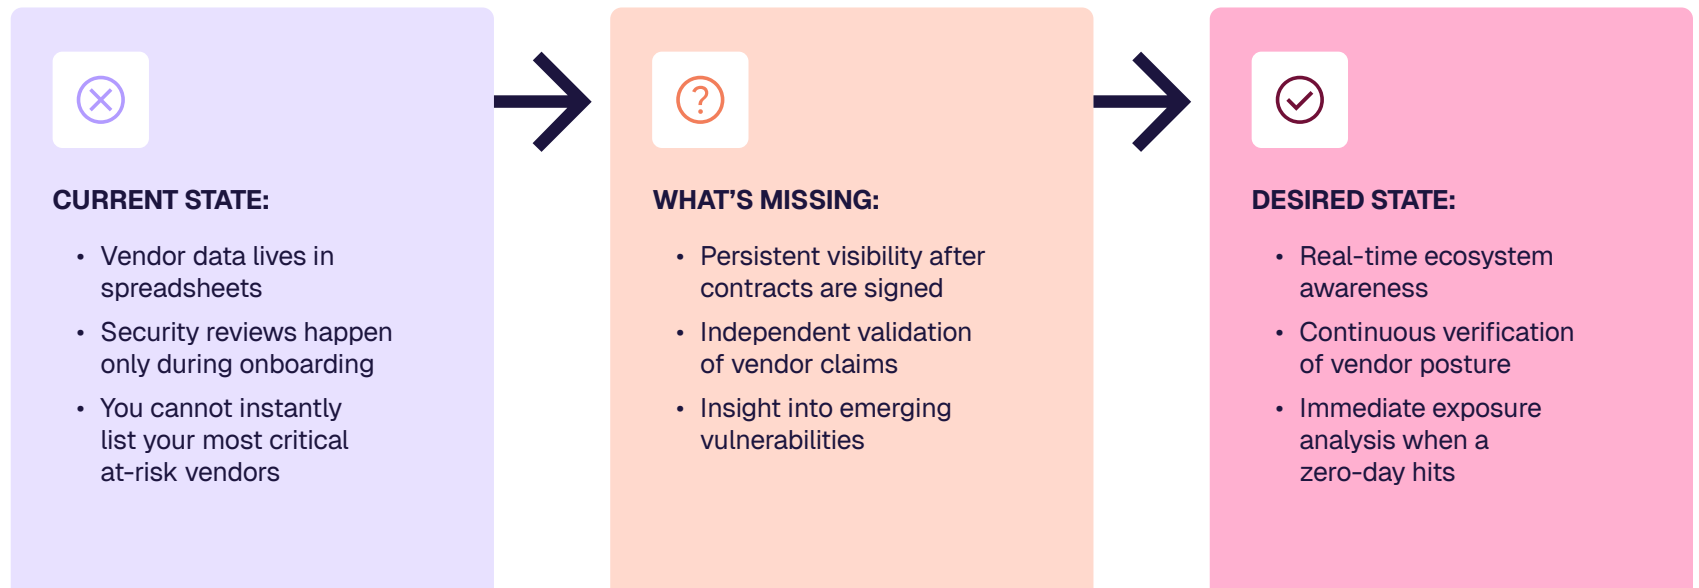 CURRENT STATE:
• Vendor data lives in
spreadsheets
• Security reviews happen
only during onboarding
• You cannot instantly
list your most critical
at-risk vendors
WHAT’S MISSING:
• Persistent visibility after
contracts are signed
• Independent validation
of vendor claims
• Insight into emerging
vulnerabilities
DESIRED STATE:
• Real-time ecosystem
awareness
• Continuous verification
of vendor posture
• Immediate exposure
analysis when a
zero-day hits